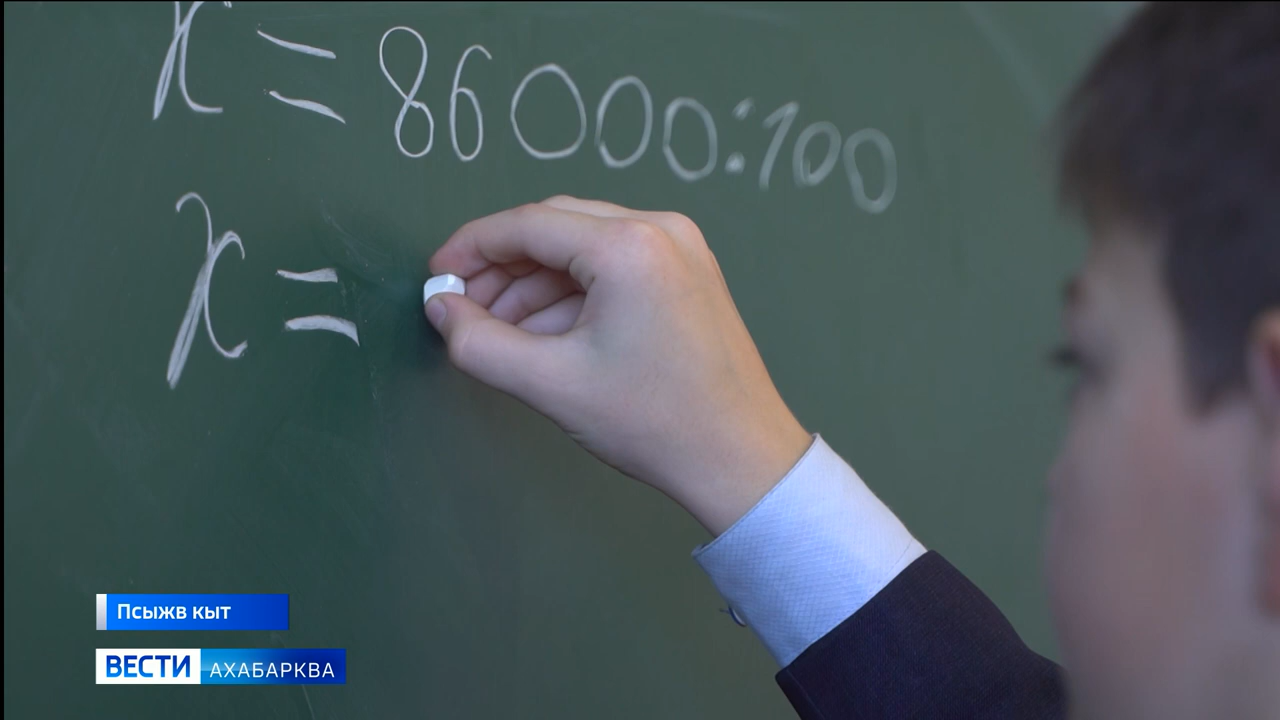 x = 86000:100
x =
Псыжв кыт
ВЕСТИ АХАБАРКВА